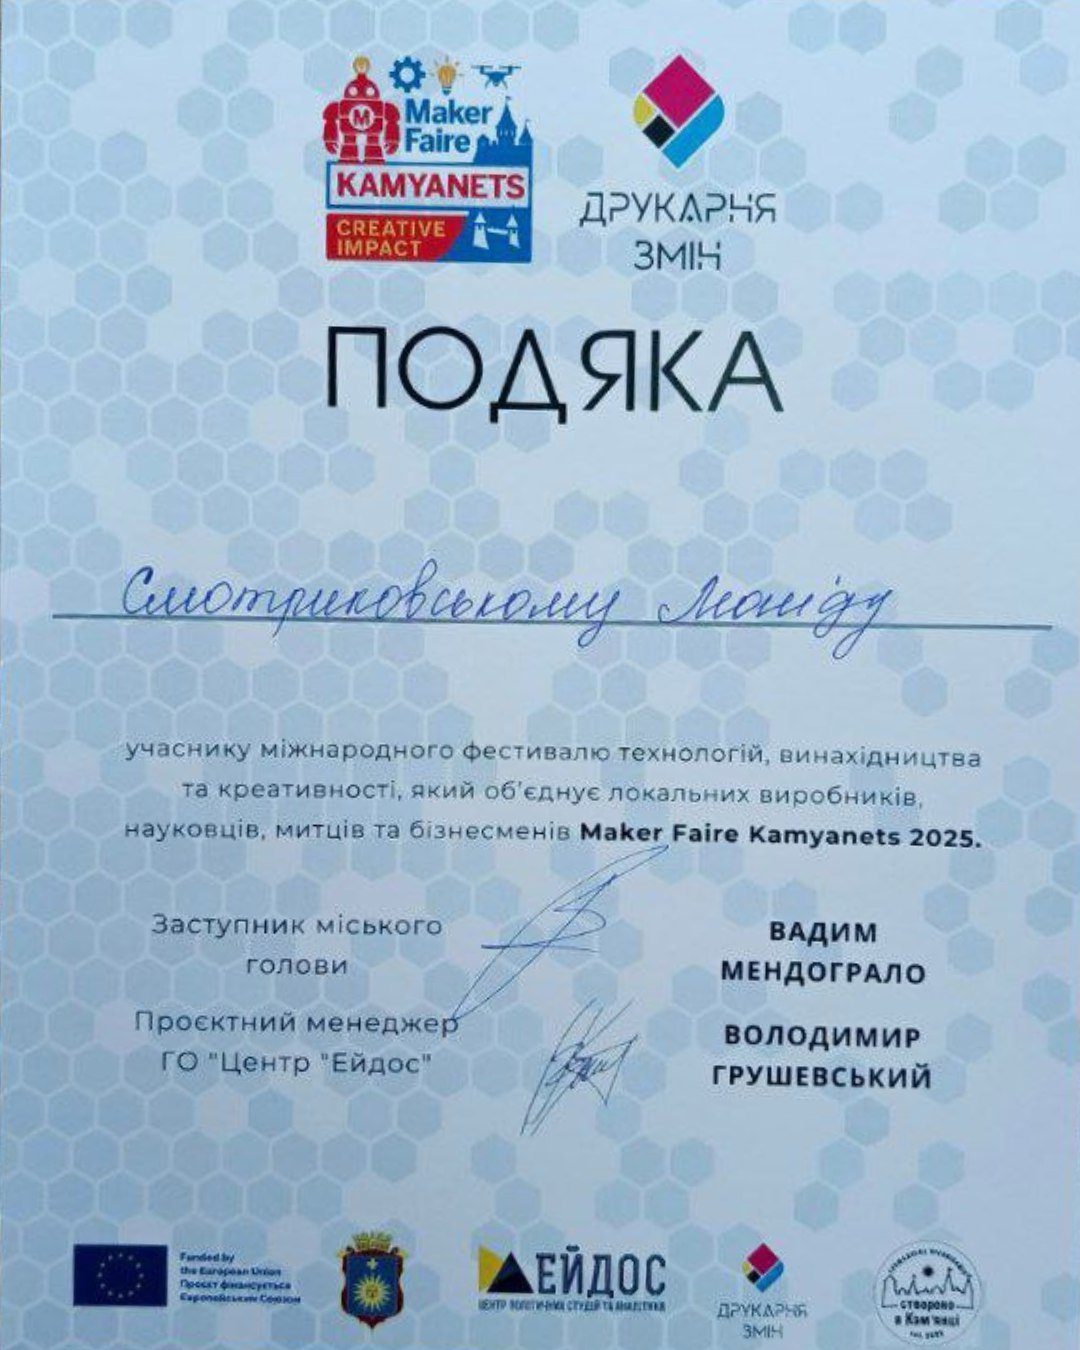 Maker
Faire
KAMYANETS
CREATIVE
IMPACT
ДРУКАРНЯ
ЗМІН
ПОДЯКА
Смотриковському Моніду
учаснику міжнародного фестивалю технологій, винахідництва
та креативності, який об'єднує локальних виробників,
науковців, митців та бізнесменів Maker Faire Kamyanets 2025.
Заступник міського
голови
ВАДИМ
МЕНДОГРАЛО
Проєктний менеджер
ГО "Центр "Ейдос"
ВОЛОДИМИР
ГРУШЕВСЬКИЙ
Funded by
the European Union
Проєкт фінансується
Європейським Союзом
ЕЙДОС
ЦЕНТР ПОЛІТИЧНИХ СТУДІЙ ТА АНАЛІТИКИ
ДРУКАРНЯ
ЗМІН
створено
в Кам'янці